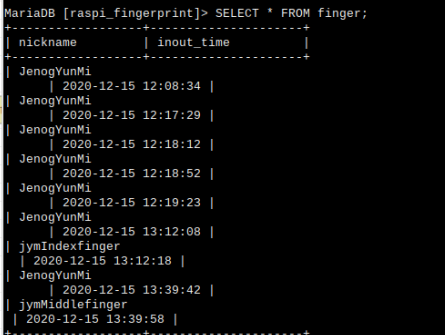 MariaDB [raspi_fingerprint]> SELECT * FROM finger;
+------------------+---------------------+
| nickname         | inout_time          |
+------------------+---------------------+
| JenogYunMi
      | 2020-12-15 12:08:34 |
| JenogYunMi
      | 2020-12-15 12:17:29 |
| JenogYunMi
      | 2020-12-15 12:18:12 |
| JenogYunMi
      | 2020-12-15 12:18:52 |
| JenogYunMi
      | 2020-12-15 12:19:23 |
| JenogYunMi
      | 2020-12-15 13:12:08 |
| jymIndexfinger
  | 2020-12-15 13:12:18 |
| JenogYunMi
      | 2020-12-15 13:39:42 |
| jymMiddlefinger
 | 2020-12-15 13:39:58 |
+------------------+---------------------+